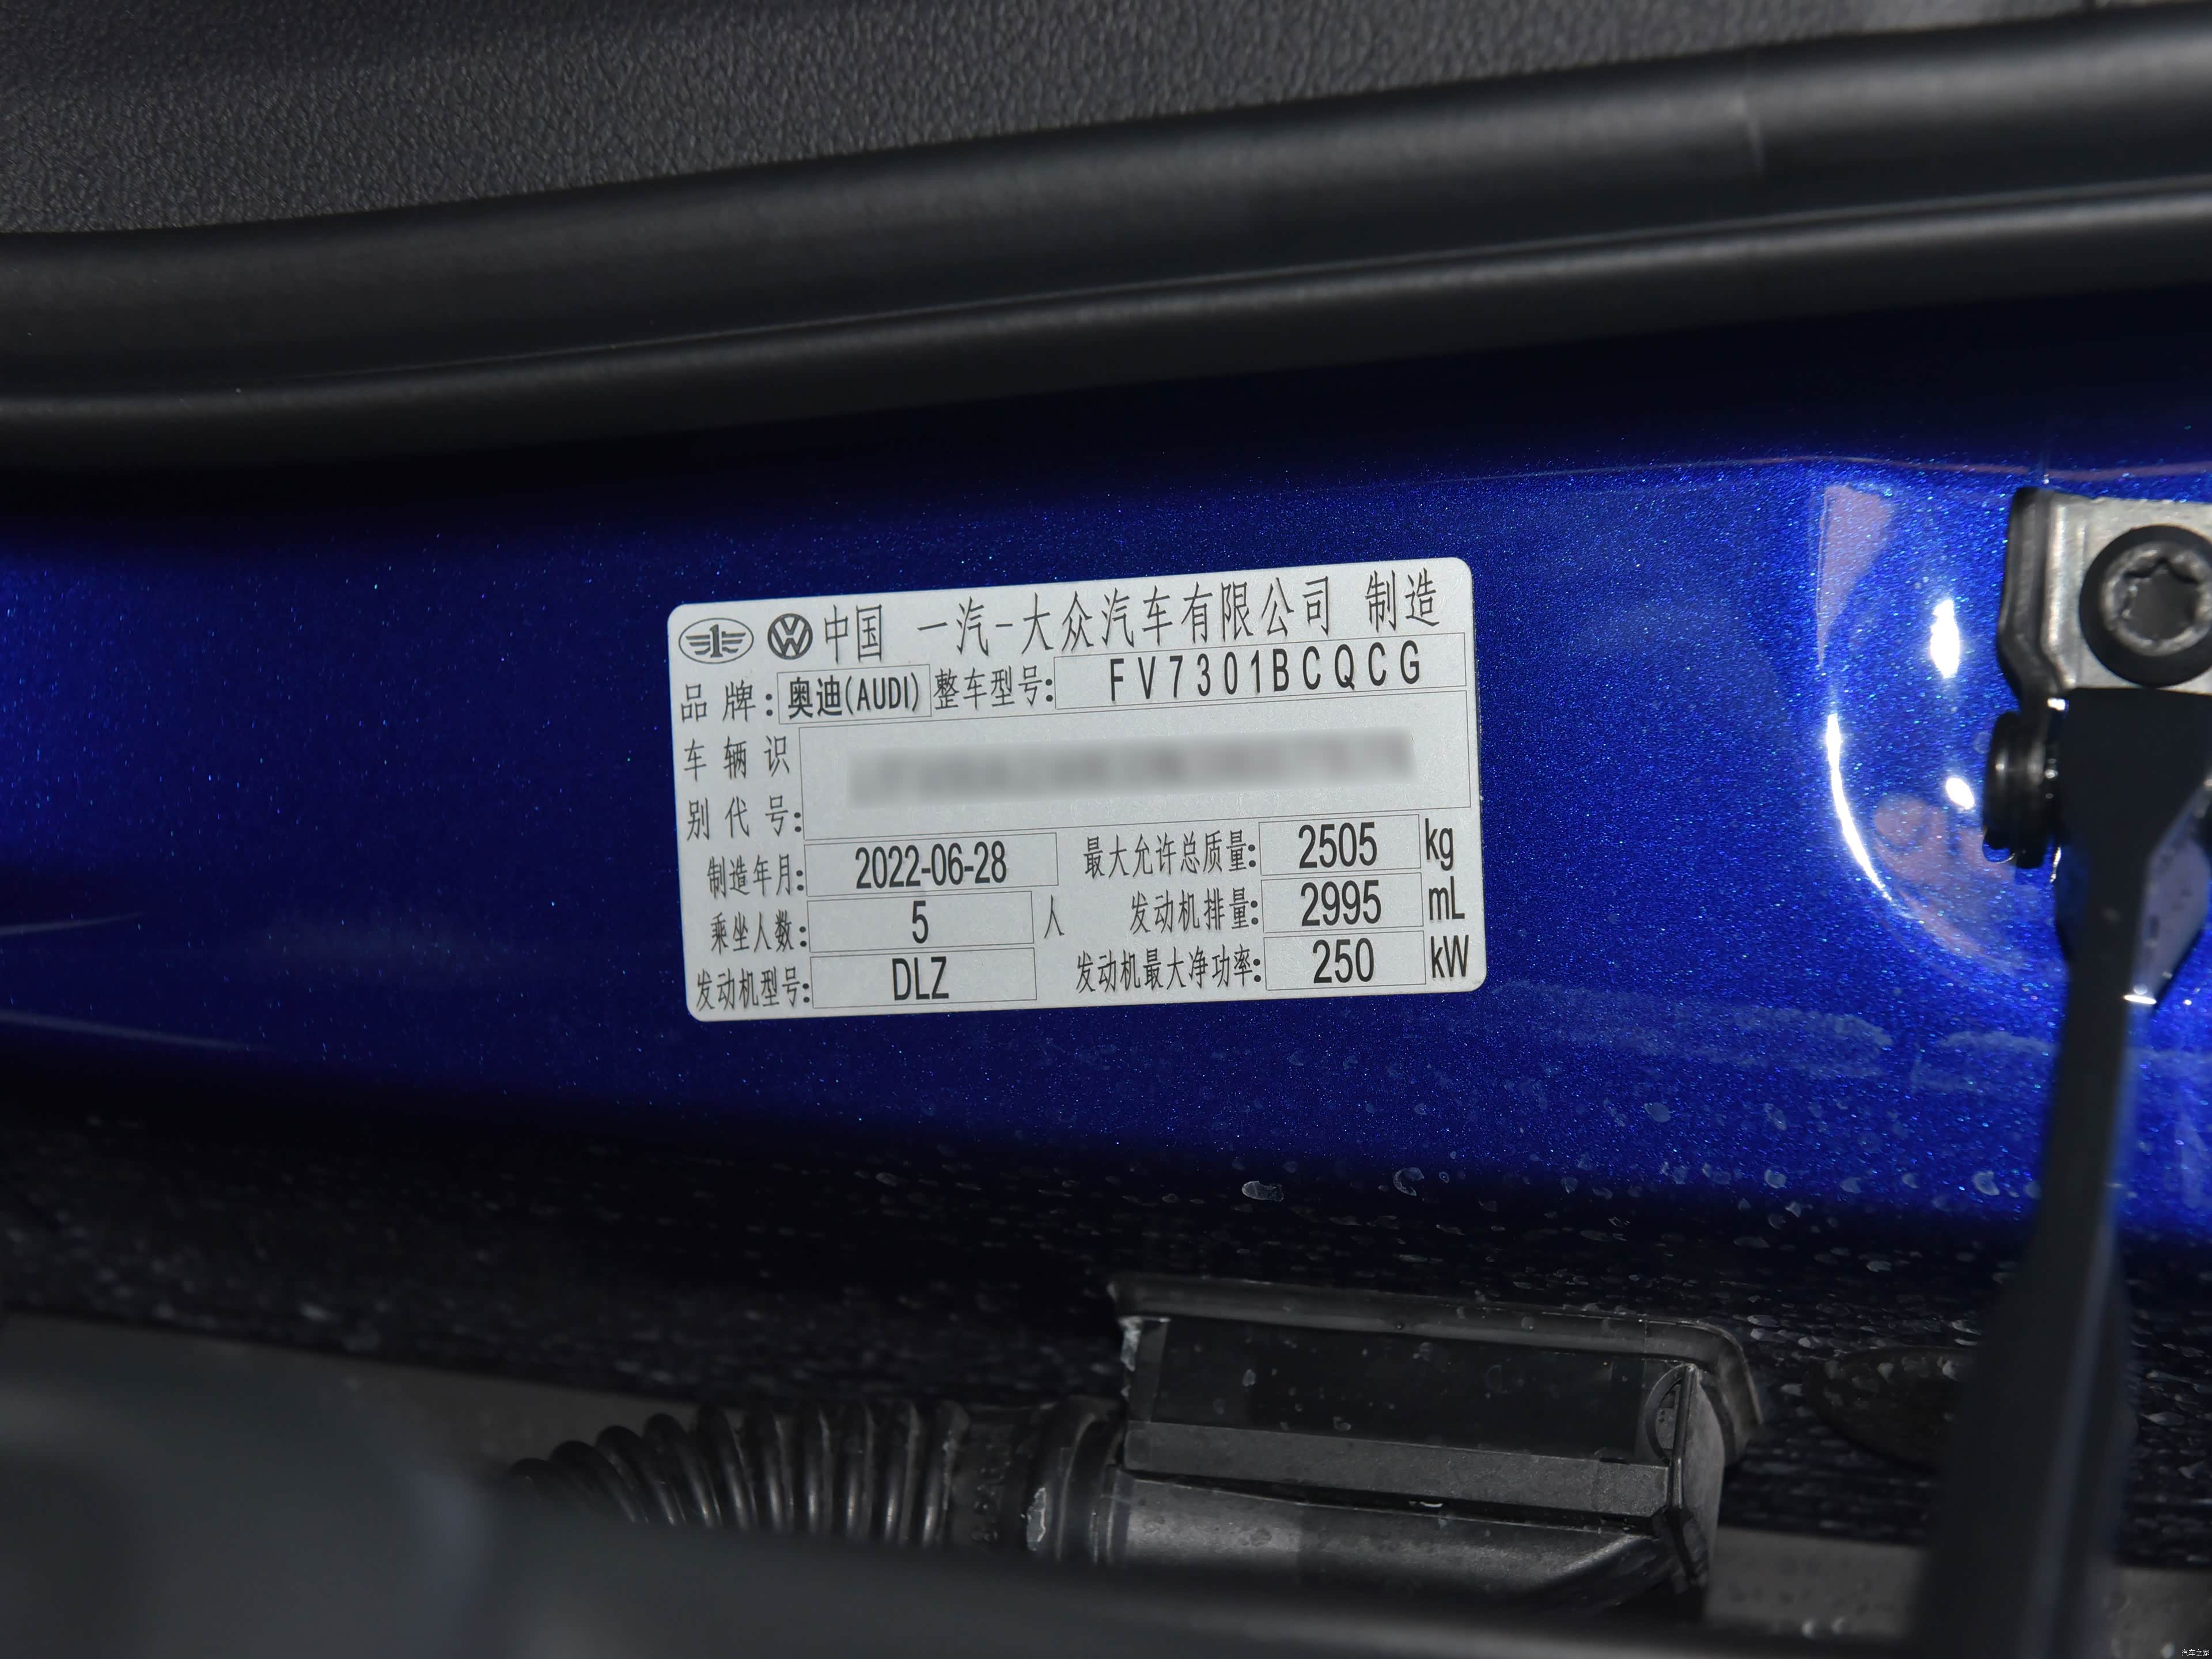 中国 一汽-大众汽车有限公司 制造
品牌: 奥迪(AUDI) 整车型号: FV7301BCQCG
车辆识
别代号:
制造年月: 2022-06-28 最大允许总质量: 2505 kg
乘坐人数: 5 人 发动机排量: 2995 mL
发动机型号: DLZ 发动机最大净功率: 250 kW
汽车之家